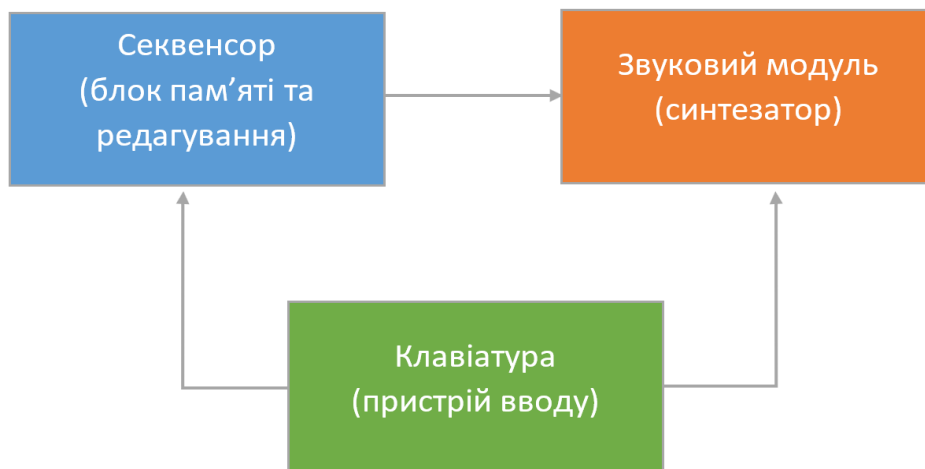 Секвенсор
(блок пам’яті та
редагування)
Звуковий модуль
(синтезатор)
Клавіатура
(пристрій вводу)